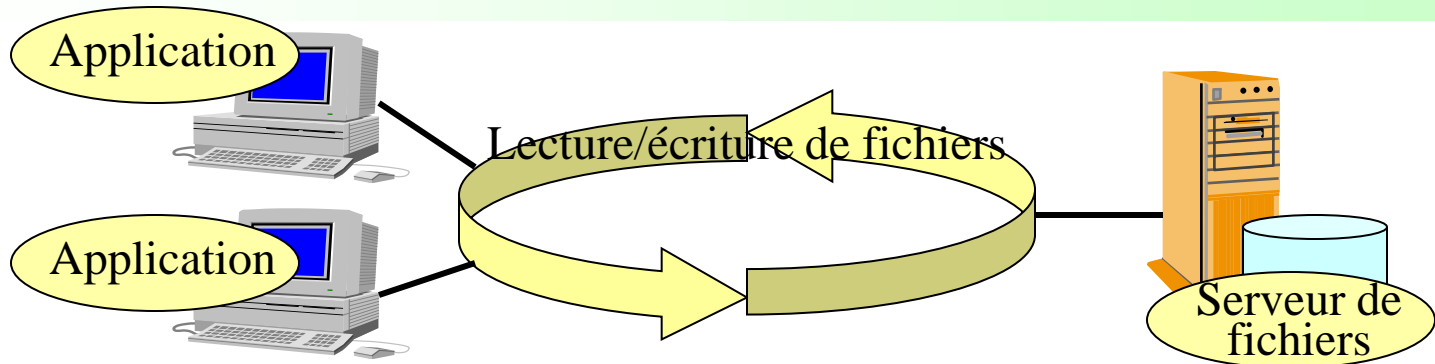 Application
Lecture/écriture de fichiers
Application
Serveur de
fichiers